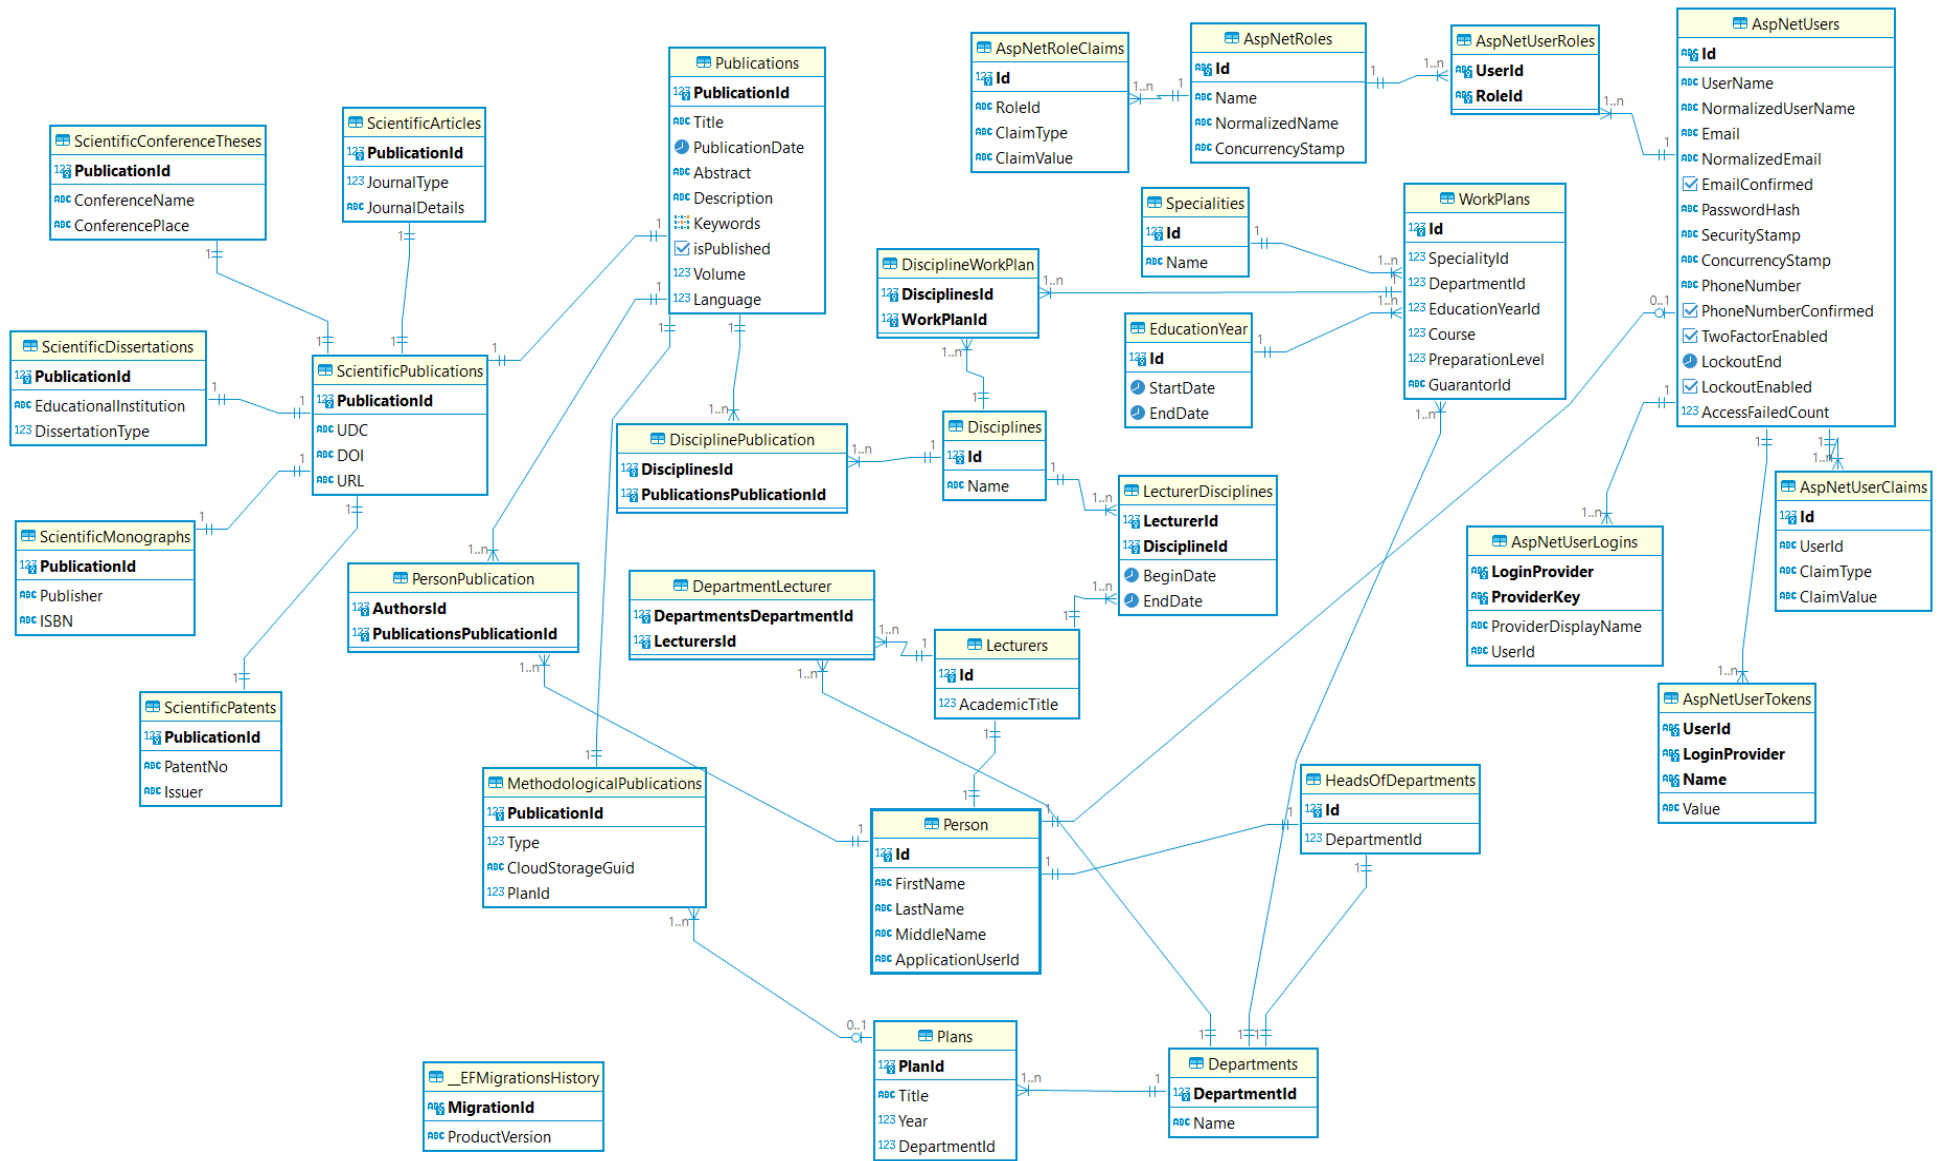 Publications
PublicationId
Title
PublicationDate
Abstract
Description
Keywords
isPublished
Volume
Language
AspNetRoleClaims
Id
RoleId
ClaimType
ClaimValue
AspNetRoles
Id
Name
NormalizedName
ConcurrencyStamp
AspNetUserRoles
UserId
RoleId
AspNetUsers
Id
UserName
NormalizedUserName
Email
NormalizedEmail
EmailConfirmed
PasswordHash
SecurityStamp
ConcurrencyStamp
PhoneNumber
PhoneNumberConfirmed
TwoFactorEnabled
LockoutEnd
LockoutEnabled
AccessFailedCount
ScientificConferenceTheses
PublicationId
ConferenceName
ConferencePlace
ScientificArticles
PublicationId
JournalType
JournalDetails
Specialities
Id
Name
WorkPlans
Id
SpecialityId
DepartmentId
EducationYearId
Course
PreparationLevel
GuarantorId
DisciplineWorkPlan
DisciplinesId
WorkPlanId
EducationYear
Id
StartDate
EndDate
ScientificDissertations
PublicationId
EducationalInstitution
DissertationType
ScientificPublications
PublicationId
UDC
DOI
URL
DisciplinePublication
DisciplinesId
PublicationsPublicationId
Disciplines
Id
Name
LecturerDisciplines
LecturerId
DisciplineId
BeginDate
EndDate
AspNetUserClaims
Id
UserId
ClaimType
ClaimValue
AspNetUserLogins
LoginProvider
ProviderKey
ProviderDisplayName
UserId
ScientificMonographs
PublicationId
Publisher
ISBN
PersonPublication
AuthorsId
PublicationsPublicationId
DepartmentLecturer
DepartmentsDepartmentId
LecturersId
Lecturers
Id
AcademicTitle
AspNetUserTokens
UserId
LoginProvider
Name
Value
ScientificPatents
PublicationId
PatentNo
Issuer
MethodologicalPublications
PublicationId
Type
CloudStorageGuid
PlanId
Person
Id
FirstName
LastName
MiddleName
ApplicationUserId
HeadsOfDepartments
Id
DepartmentId
Plans
PlanId
Title
Year
DepartmentId
Departments
DepartmentId
Name
__EFMigrationsHistory
MigrationId
ProductVersion